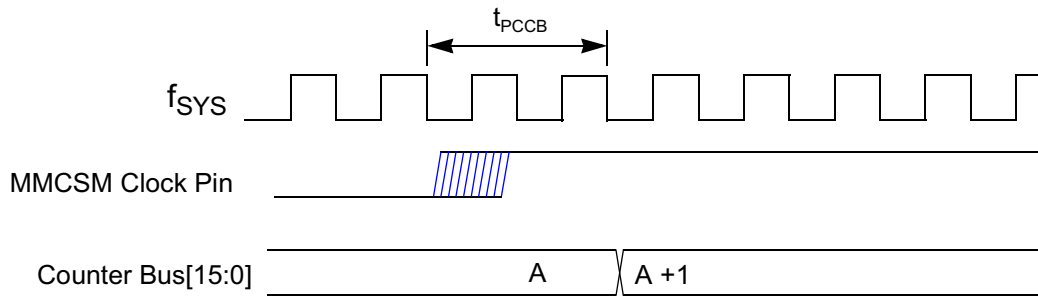 tPCCB
fSYS
MMCSM Clock Pin
Counter Bus[15:0]
A
A +1